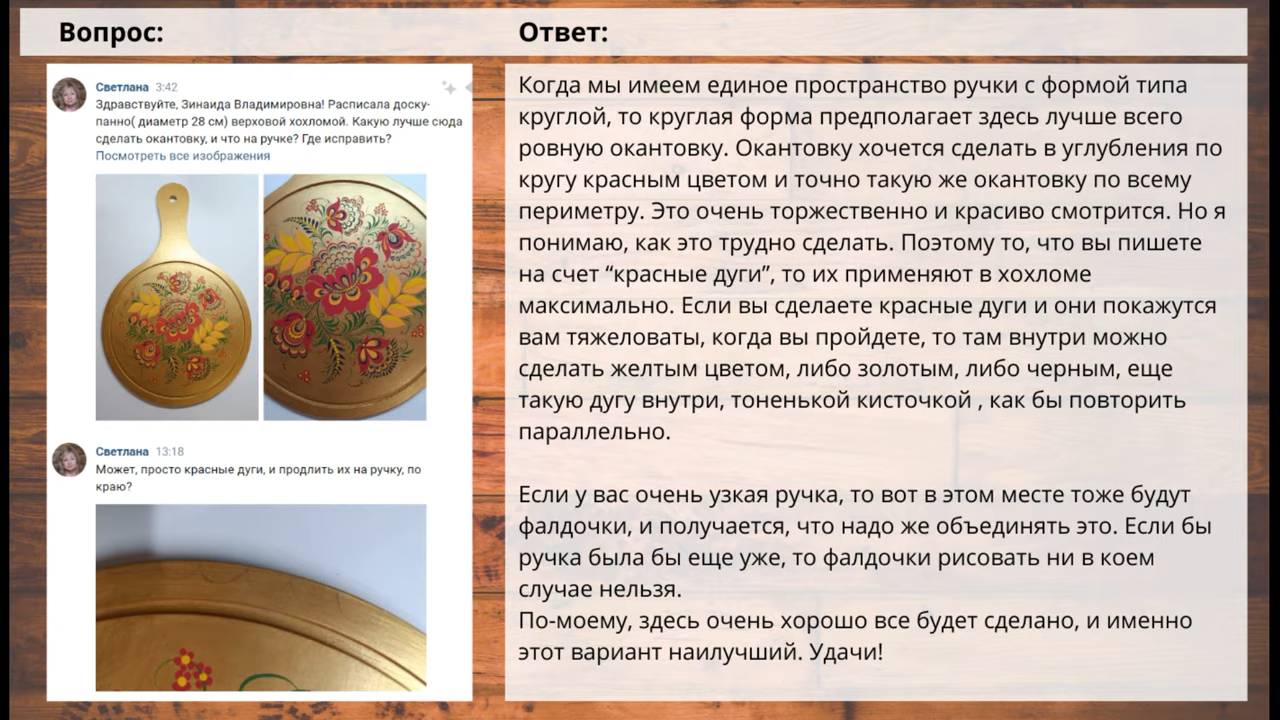 Вопрос:
Ответ:
Светлана 3:42
Здравствуйте, Зинаида Владимировна! Расписала доску-
панно( диаметр 28 см) верховой хохломой. Какую лучше сюда
сделать окантовку, и что на ручке? Где исправить?
Посмотреть все изображения
Светлана 13:18
Может, просто красные дуги, и продлить их на ручку, по
краю?
Когда мы имеем единое пространство ручки с формой типа
круглой, то круглая форма предполагает здесь лучше всего
ровную окантовку. Окантовку хочется сделать в углубления по
кругу красным цветом и точно такую же окантовку по всему
периметру. Это очень торжественно и красиво смотрится. Но я
понимаю, как это трудно сделать. Поэтому то, что вы пишете
на счет “красные дуги”, то их применяют в хохломе
максимально. Если вы сделаете красные дуги и они покажутся
вам тяжеловаты, когда вы пройдете, то там внутри можно
сделать желтым цветом, либо золотым, либо черным, еще
такую дугу внутри, тоненькой кисточкой , как бы повторить
параллельно.
Если у вас очень узкая ручка, то вот в этом месте тоже будут
фалдочки, и получается, что надо же объединять это. Если бы
ручка была бы еще уже, то фалдочки рисовать ни в коем
случае нельзя.
По-моему, здесь очень хорошо все будет сделано, и именно
этот вариант наилучший. Удачи!